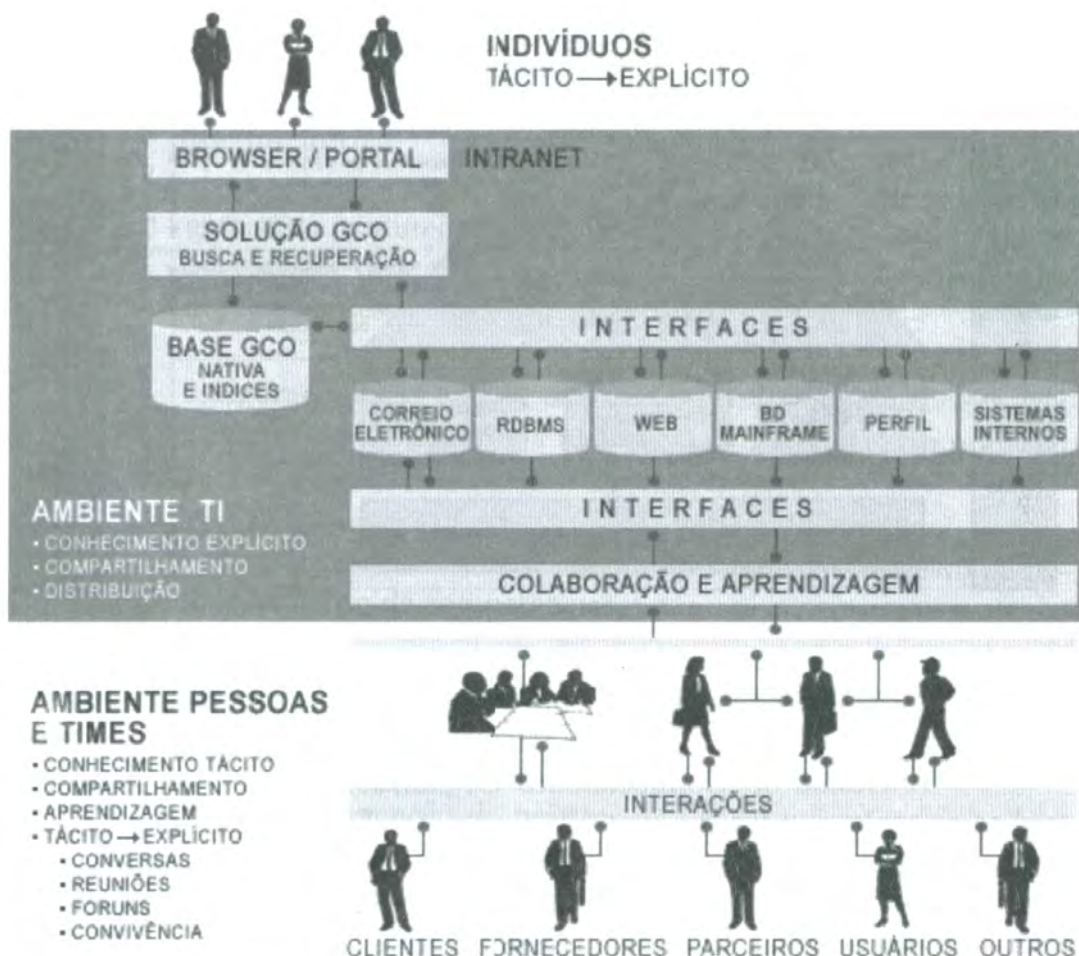 INDIVÍDUOS
TÁCITO → EXPLÍCITO
BROWSER / PORTAL
INTRANET
SOLUÇÃO GCO
BUSCA E RECUPERAÇÃO
BASE GCO
NATIVA
E INDICES
INTERFACES
CORREIO
ELETRÔNICO
RDBMS
WEB
BD
MAINFRAME
PERFIL
SISTEMAS
INTERNOS
INTERFACES
AMBIENTE TI
• CONHECIMENTO EXPLÍCITO
• COMPARTILHAMENTO
• DISTRIBUIÇÃO
COLABORAÇÃO E APRENDIZAGEM
AMBIENTE PESSOAS
E TIMES
• CONHECIMENTO TÁCITO
• COMPARTILHAMENTO
• APRENDIZAGEM
• TÁCITO → EXPLÍCITO
• CONVERSAS
• REUNIÕES
• FORUNS
• CONVIVÊNCIA
INTERAÇÕES
CLIENTES FORNECEDORES PARCEIROS USUÁRIOS OUTROS